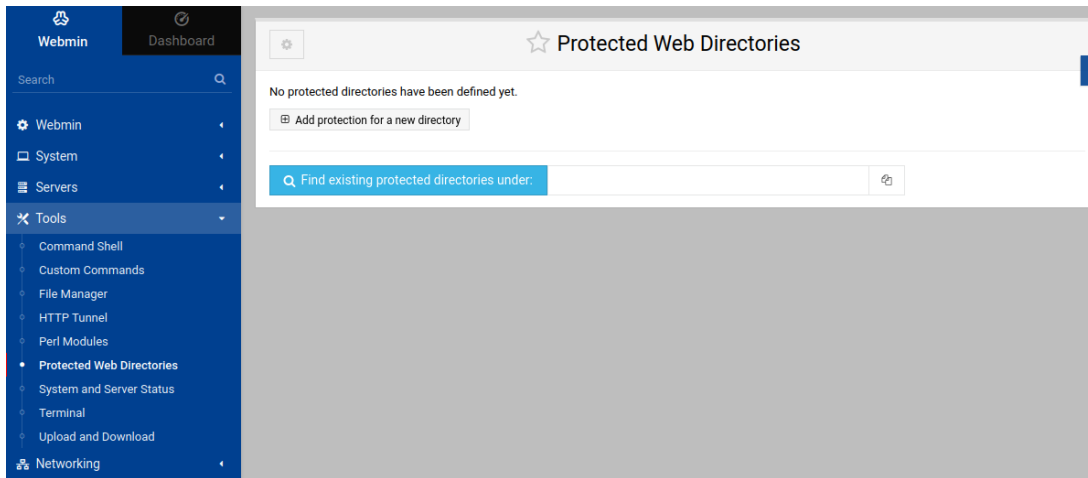 Webmin
Dashboard
Search
Webmin
System
Servers
Tools
Command Shell
Custom Commands
File Manager
HTTP Tunnel
Perl Modules
Protected Web Directories
System and Server Status
Terminal
Upload and Download
Networking
Protected Web Directories
No protected directories have been defined yet.
Add protection for a new directory
Find existing protected directories under: